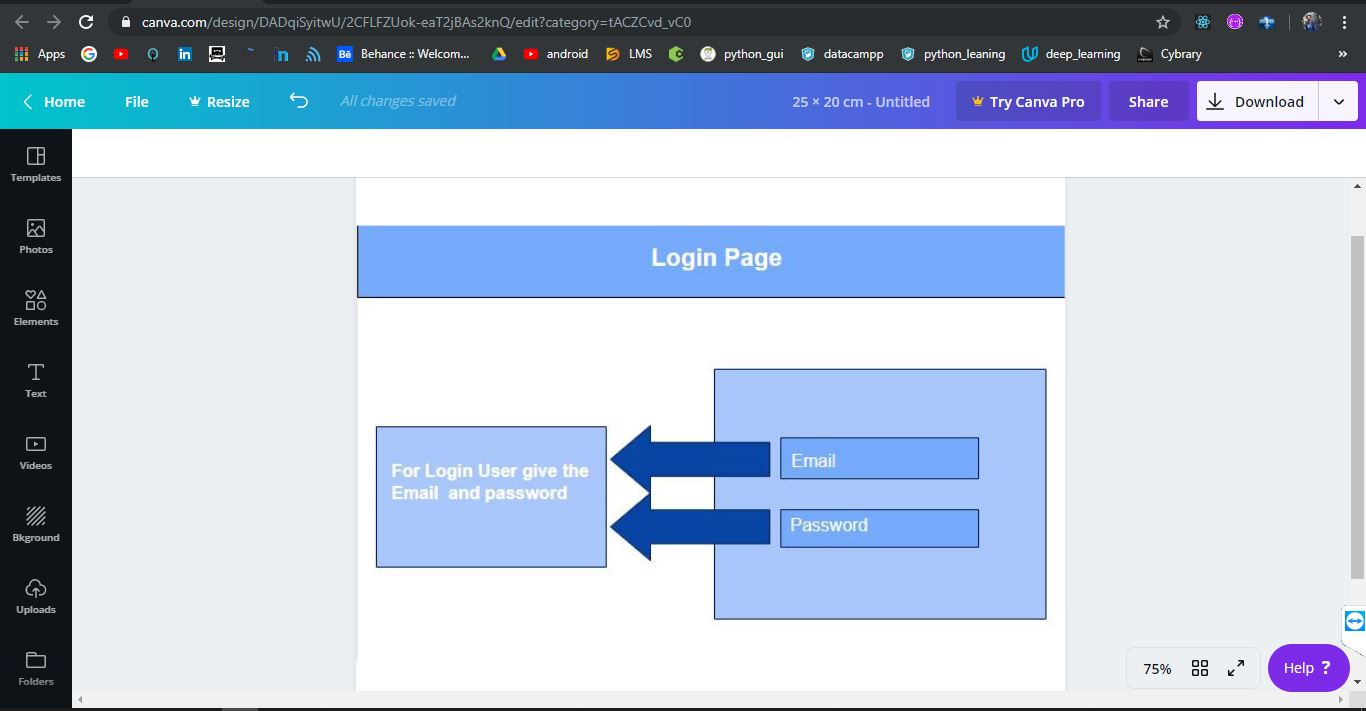 canva.com/design/DADqiSyitwU/2CFLFZUok-eaT2jBAs2knQ/edit?category=tACZCvd_vC0
Apps Behance :: Welcom... android LMS python_gui datacampp python_leaning deep_learning Cybrary »
Home File Resize All changes saved 25 × 20 cm - Untitled Try Canva Pro Share Download
Templates
Photos
Elements
Text
Videos
Bkground
Uploads
Folders
Login Page
For Login User give the
Email and password
Email
Password
75% Help ?